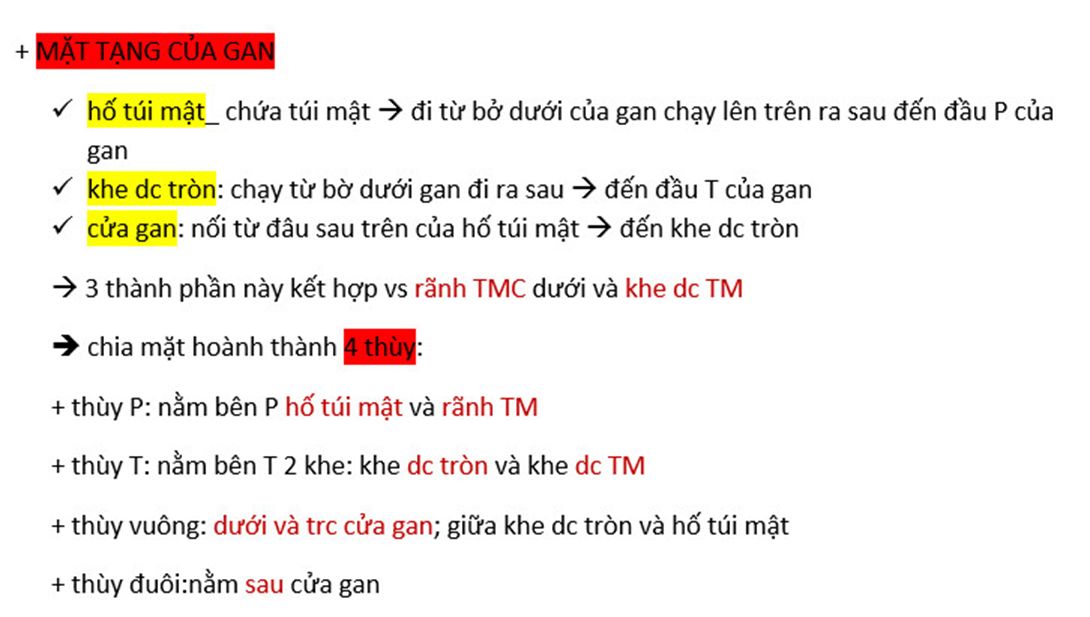 + MẶT TẠNG CỦA GAN
✓ hố túi mật_ chứa túi mật → đi từ bở dưới của gan chạy lên trên ra sau đến đầu P của
gan
✓ khe dc tròn: chạy từ bờ dưới gan đi ra sau → đến đầu T của gan
✓ cửa gan: nối từ đâu sau trên của hố túi mật → đến khe dc tròn
→ 3 thành phần này kết hợp vs rãnh TMC dưới và khe dc TM
➔ chia mặt hoành thành 4 thùy:
+ thùy P: nằm bên P hố túi mật và rãnh TM
+ thùy T: nằm bên T 2 khe: khe dc tròn và khe dc TM
+ thùy vuông: dưới và trc cửa gan; giữa khe dc tròn và hố túi mật
+ thùy đuôi:nằm sau cửa gan